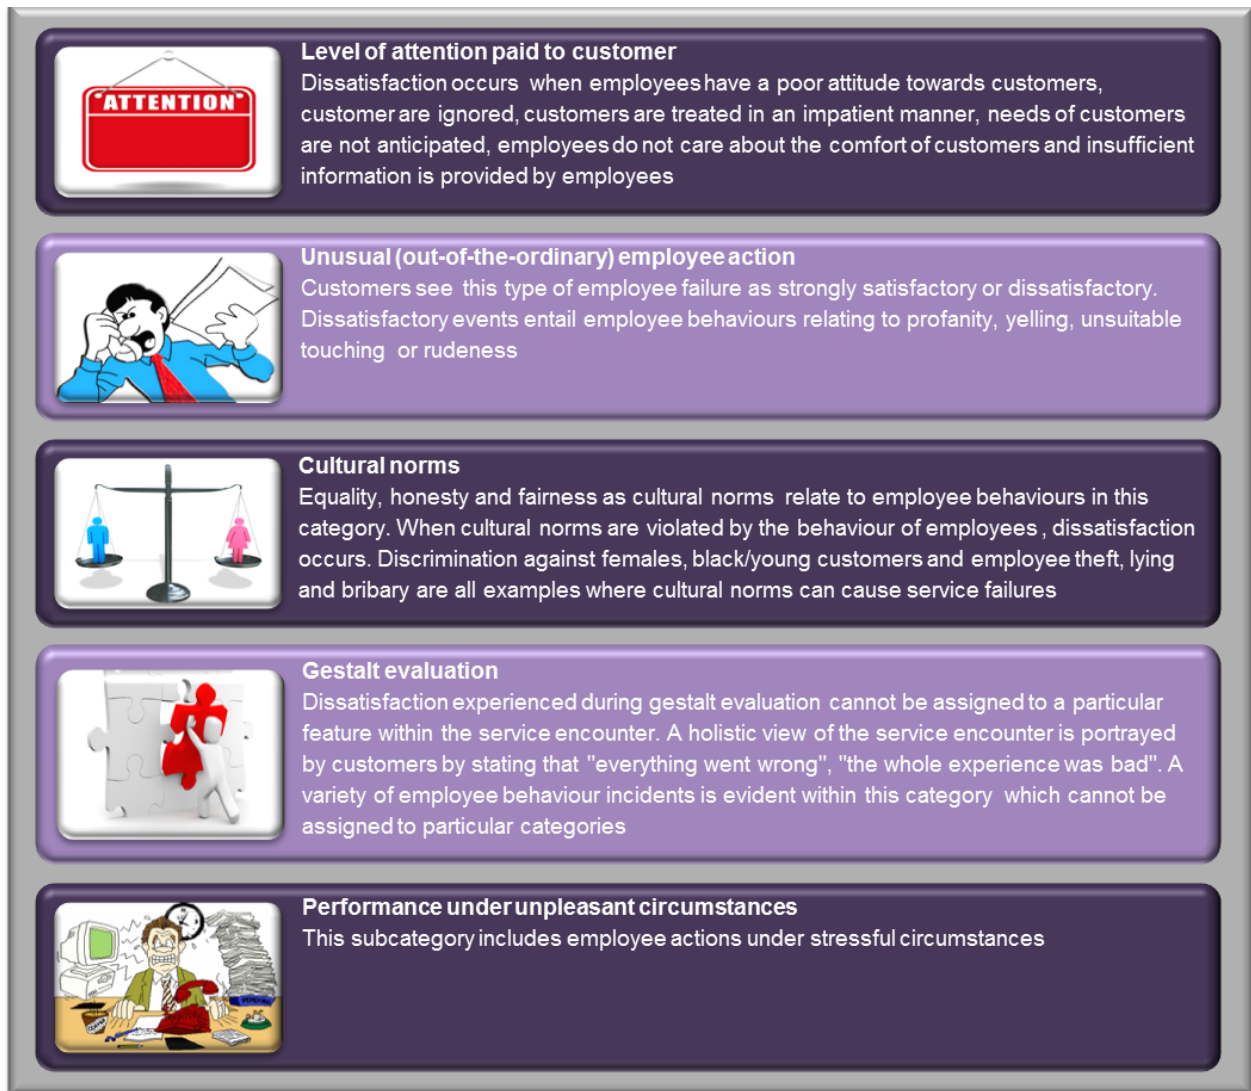 ATTENTION
Level of attention paid to customer
Dissatisfaction occurs when employees have a poor attitude towards customers,
customer are ignored, customers are treated in an impatient manner, needs of customers
are not anticipated, employees do not care about the comfort of customers and insufficient
information is provided by employees
Unusual (out-of-the-ordinary) employee action
Customers see this type of employee failure as strongly satisfactory or dissatisfactory.
Dissatisfactory events entail employee behaviours relating to profanity, yelling, unsuitable
touching or rudeness
Cultural norms
Equality, honesty and fairness as cultural norms relate to employee behaviours in this
category. When cultural norms are violated by the behaviour of employees , dissatisfaction
occurs. Discrimination against females, black/young customers and employee theft, lying
and bribary are all examples where cultural norms can cause service failures
Gestalt evaluation
Dissatisfaction experienced during gestalt evaluation cannot be assigned to a particular
feature within the service encounter. A holistic view of the service encounter is portrayed
by customers by stating that "everything went wrong", "the whole experience was bad". A
variety of employee behaviour incidents is evident within this category which cannot be
assigned to particular categories
Performance under unpleasant circumstances
This subcategory includes employee actions under stressful circumstances